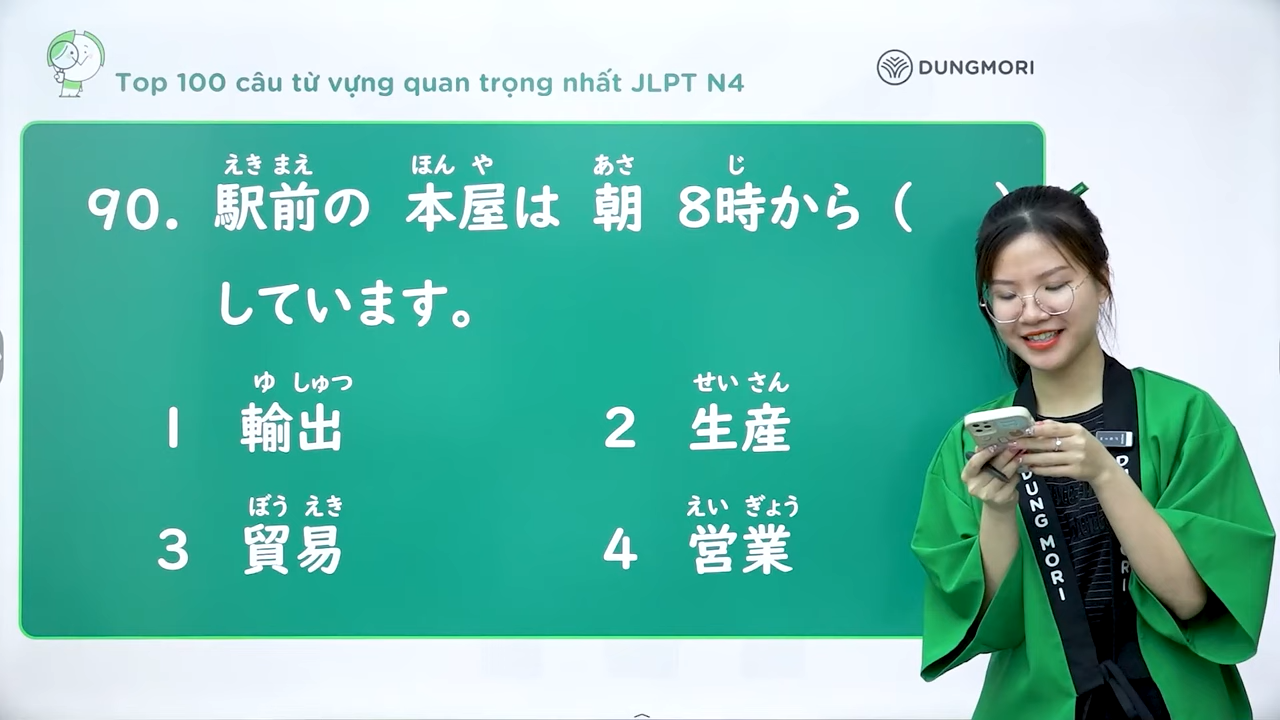 Top 100 câu từ vựng quan trọng nhất JLPT N4
DUNGMORI
えき まえ ほん や あさ じ
90. 駅前の 本屋は 朝 8時から ( )
しています。
ゆ しゅつ せい さん
1 輸出 2 生産
ぼう えき えい ぎょう
3 貿易 4 営業
DUNG MORI